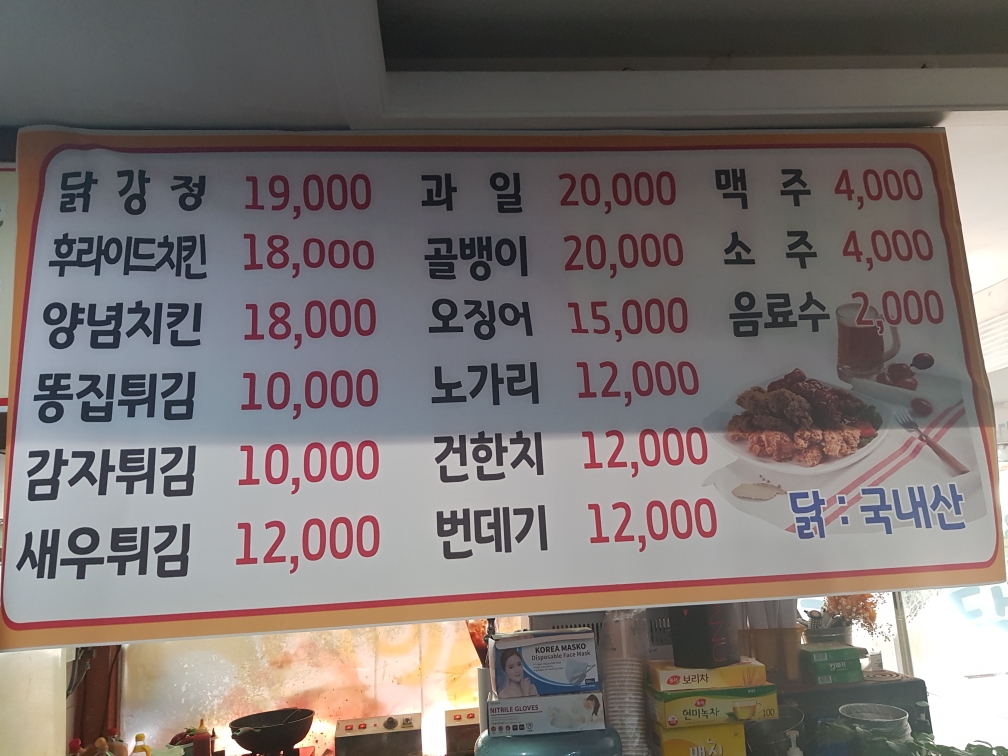 닭강정 19,000
후라이드치킨 18,000
양념치킨 18,000
똥집튀김 10,000
감자튀김 10,000
새우튀김 12,000
과일 20,000
골뱅이 20,000
오징어 15,000
노가리 12,000
건한치 12,000
번데기 12,000
맥주 4,000
소주 4,000
음료수 2,000
닭 : 국내산
KOREA MASKO
Disposable Face Mask
NITRILE GLOVES
보리차
현미녹차
100